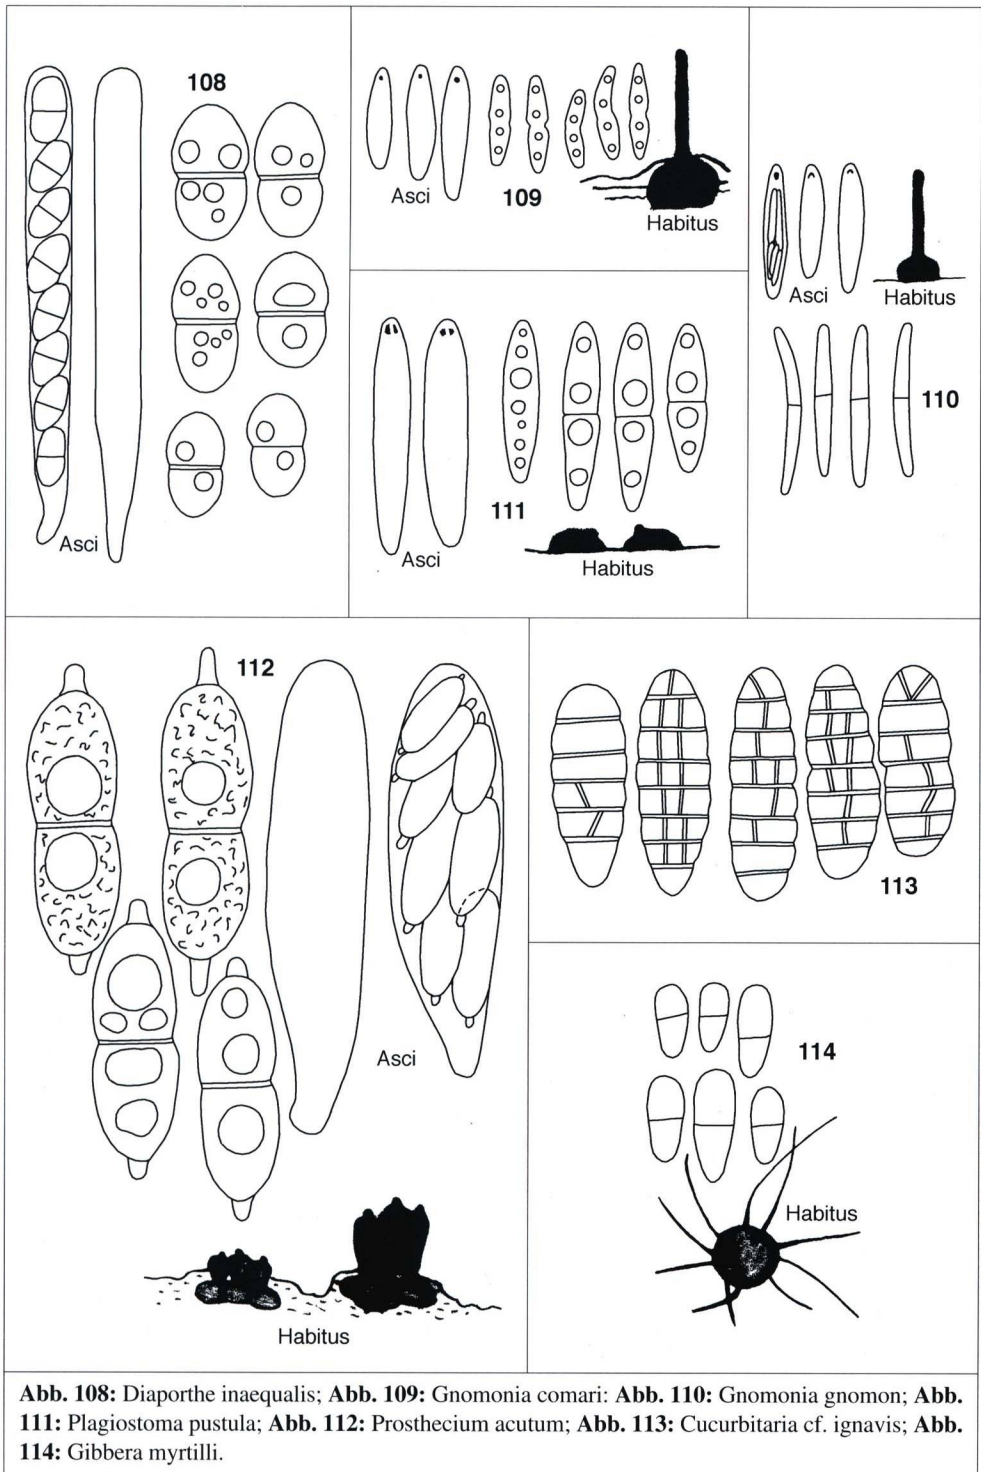 108
Asci
Asci
109
Habitus
Asci
Habitus
110
111
Asci
Habitus
112
Asci
Habitus
113
114
Habitus
Abb. 108: Diaporthe inaequalis; Abb. 109: Gnomonia comari: Abb. 110: Gnomonia gnomon; Abb.
111: Plagiostoma pustula; Abb. 112: Prosthecium acutum; Abb. 113: Cucurbitaria cf. ignavis; Abb.
114: Gibbera myrtilli.